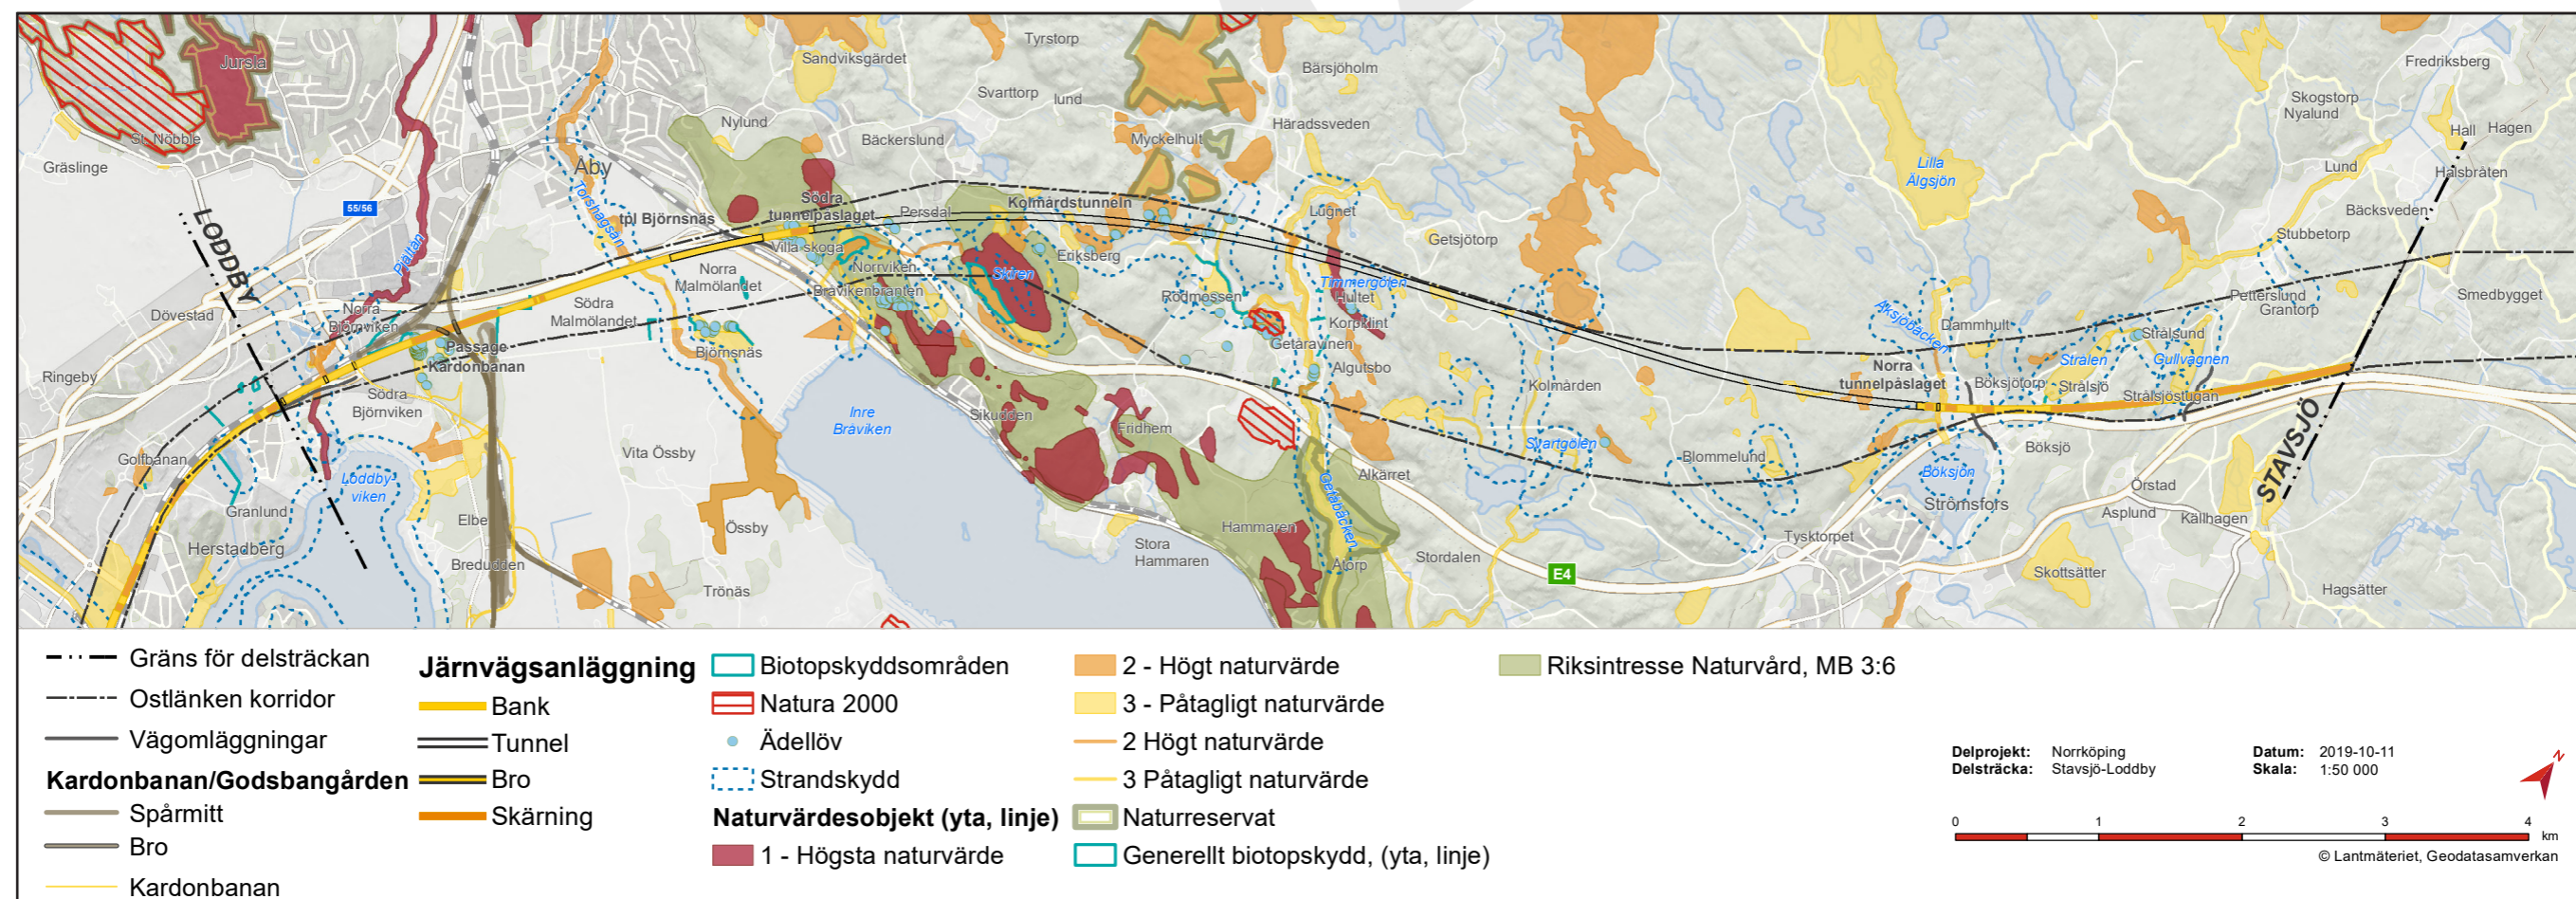 Jursla
St. Nöbble
Gräslinge
55/56
LODDBY
Pjältån
Åby
Torshagsån
Sandviksgärdet
Tyrstorp
Svarttorp
lund
Nylund
Bäckerslund
Myckelhult
Bärsjöholm
Häradssveden
Lilla
Älgsjön
Fredriksberg
Skogstorp
Nyalund
Hall
Hagen
Lund
Halsbråten
Bäcksveden
Stubbetorp
tpl Björnsnäs
Södra
tunnelpåslaget
Persdal
Kolmårdstunneln
Lugnet
Getsjötorp
Villa skoga
Norrviken
Bråvikenbranten
Skiren
Eriksberg
Rödmossen
Timmergölen
Hultet
Korpklint
Getaravinen
Algutsbo
Norra
Malmölandet
Södra
Malmölandet
Dövestad
Norra
Björnviken
Passage
Kardonbanan
Björnsnäs
Ringeby
Södra
Björnviken
Inre
Bråviken
Sikudden
Fridhem
Kolmården
Norra
tunnelpåslaget
Aksjöbäcken
Dammhult
Böksjötorp
Strålsjö
Strålen
Strålsund
Gullvagnen
Strålsjöstugan
Petterslund
Grantorp
Smedbygget
STAVSJÖ
Golfbanan
Loddby-
viken
Vita Össby
Granlund
Herstadberg
Elbe
Bredudden
Össby
Trönäs
Stora
Hammaren
Hammaren
Getabäcken
Åtorp
Alkärret
Stordalen
E4
Svartgölen
Blommelund
Böksjön
Böksjö
Strömsfors
Tysktorpet
Örstad
Asplund
Källhagen
Skottsätter
Hagsätter
Gräns för delsträckan
Ostlänken korridor
Vägomläggningar
Kardonbanan/Godsbangården
Spårmitt
Bro
Kardonbanan
Järnvägsanläggning
Bank
Tunnel
Bro
Skärning
Biotopskyddsområden
Natura 2000
Ädellöv
Strandskydd
Naturvärdesobjekt (yta, linje)
1 - Högsta naturvärde
2 - Högt naturvärde
3 - Påtagligt naturvärde
2 Högt naturvärde
3 Påtagligt naturvärde
Naturreservat
Generellt biotopskydd, (yta, linje)
Riksintresse Naturvård, MB 3:6
Delprojekt: Norrköping
Delsträcka: Stavsjö-Loddby
Datum: 2019-10-11
Skala: 1:50 000
N
0 1 2 3 4
km
© Lantmäteriet, Geodatasamverkan